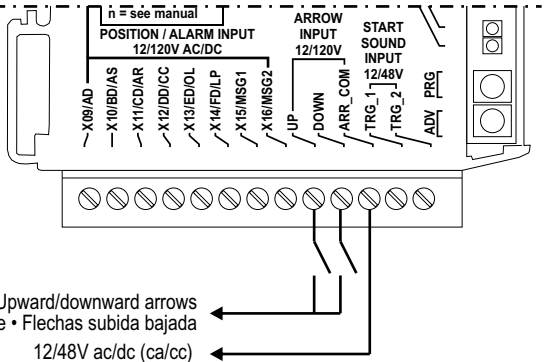 n = see manual
POSITION / ALARM INPUT
12/120V AC/DC
ARROW
INPUT
12/120V
START
SOUND
INPUT
12/48V
X09/AD
X10/BD/AS
X11/CD/AR
X12/DD/CC
X13/ED/OL
X14/FD/LP
X15/MSG1
X16/MSG2
UP
DOWN
ARR_COM
TRG_1
TRG_2
ADV
PRG
Upward/downward arrows
e • Flechas subida bajada
12/48V ac/dc (ca/cc)